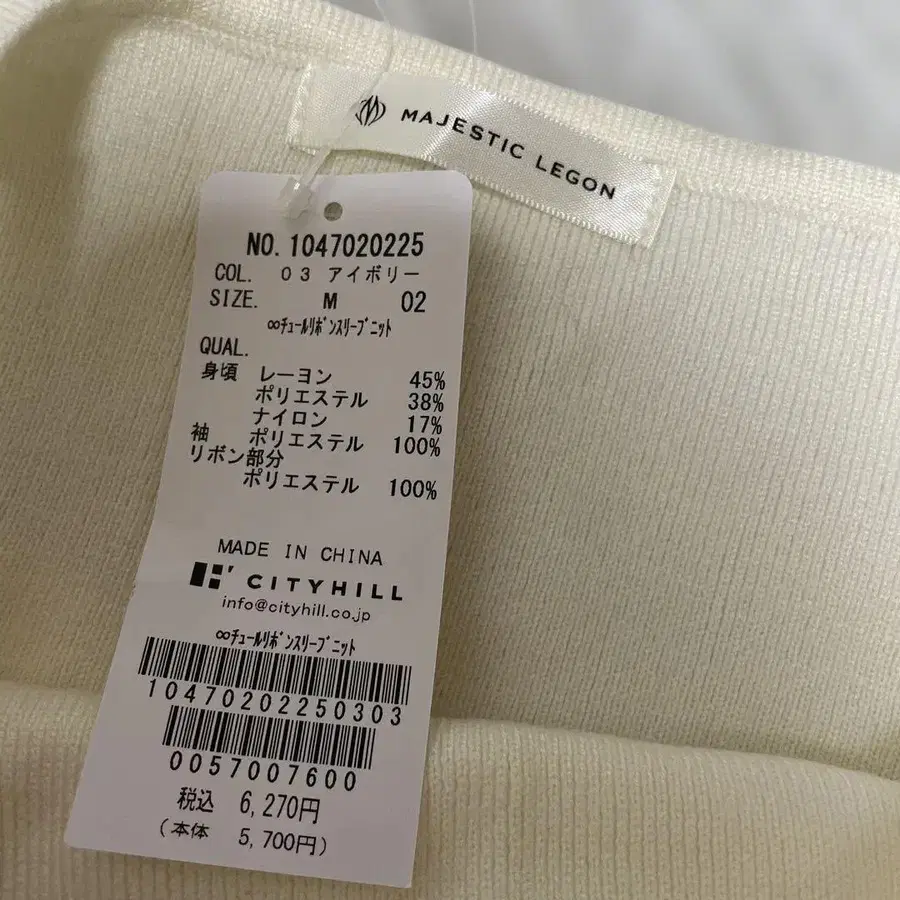 MAJESTIC LEGON
NO. 1047020225
COL. 03 アイボリー
SIZE. M 02
∞ﾁｭｰﾙﾘﾎﾞﾝｽﾘｰﾌﾞﾆｯﾄ
QUAL.
身頃 レーヨン 45%
ポリエステル 38%
ナイロン 17%
袖 ポリエステル 100%
リボン部分
ポリエステル 100%
MADE IN CHINA
CITYHILL
info@cityhill.co.jp
∞ﾁｭｰﾙﾘﾎﾞﾝｽﾘｰﾌﾞﾆｯﾄ
10470202250303
0057007600
税込 6,270円
(本体 5,700円)